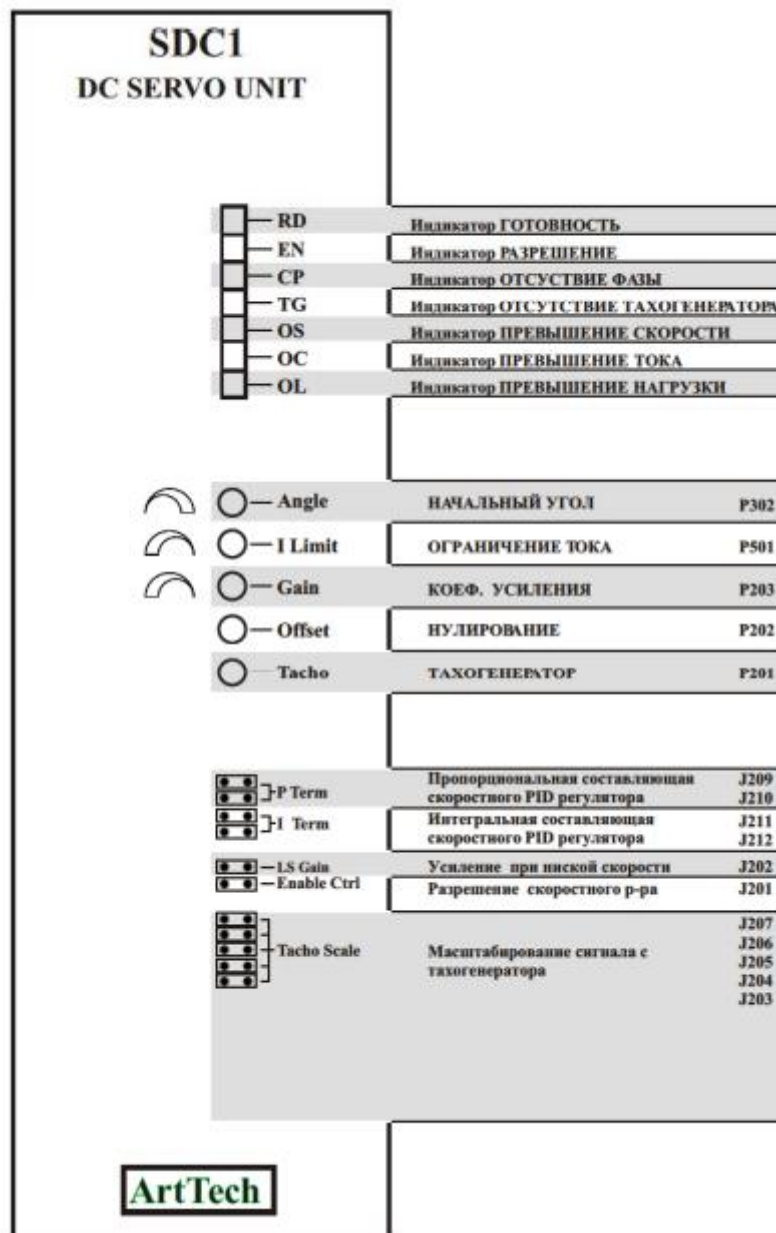 SDC1
DC SERVO UNIT
RD Индикатор ГОТОВНОСТЬ
EN Индикатор РАЗРЕШЕНИЕ
CP Индикатор ОТСУСТВИЕ ФАЗЫ
TG Индикатор ОТСУТСТВИЕ ТАХОГЕНЕРАТОРА
OS Индикатор ПРЕВЫШЕНИЕ СКОРОСТИ
OC Индикатор ПРЕВЫШЕНИЕ ТОКА
OL Индикатор ПРЕВЫШЕНИЕ НАГРУЗКИ
Angle НАЧАЛЬНЫЙ УГОЛ P302
I Limit ОГРАНИЧЕНИЕ ТОКА P501
Gain КОЕФ. УСИЛЕНИЯ P203
Offset НУЛИРОВАНИЕ P202
Tacho ТАХОГЕНЕРАТОР P201
P Term Пропорциональная составляющая J209
скоростного PID регулятора J210
I Term Интегральная составляющая J211
скоростного PID регулятора J212
LS Gain Усиление при ниской скорости J202
Enable Ctrl Разрешение скоростного р-ра J201
J207
J206
Tacho Scale Масштабирование сигнала с J205
тахогенератора J204
J203
ArtTech